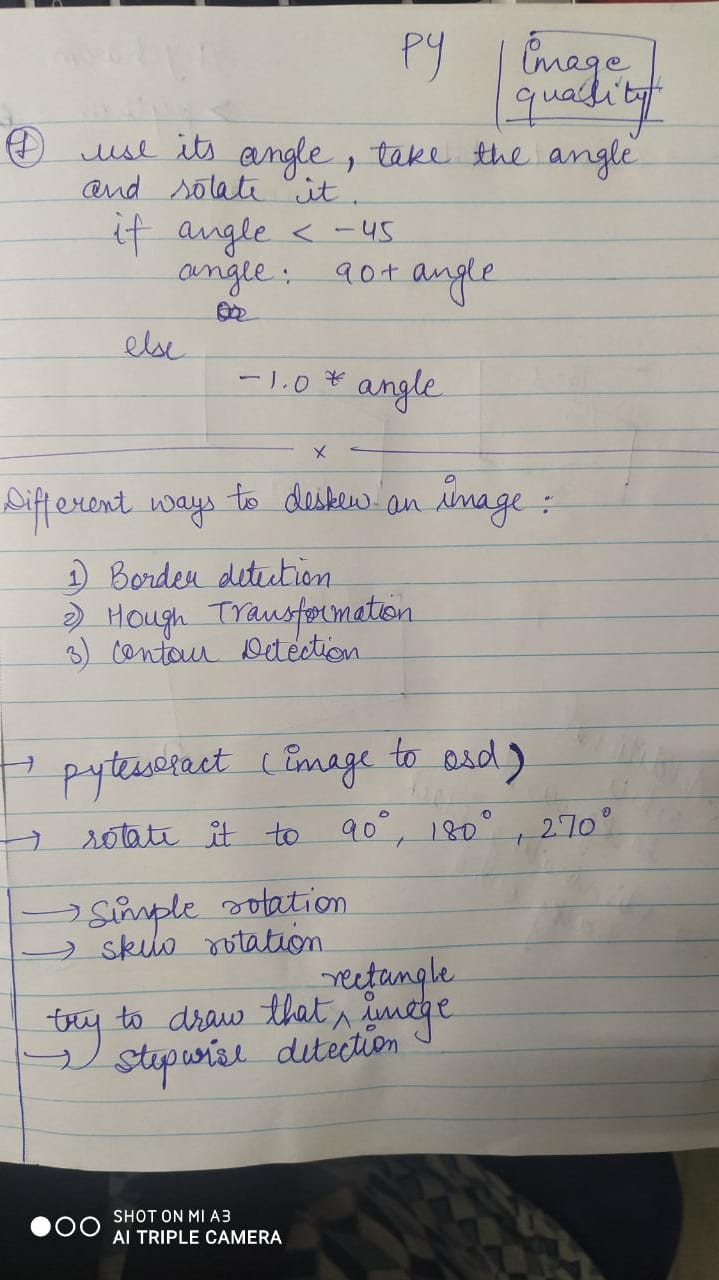 PY
image
quality
① use its angle, take the angle
and rotate it.
if angle < -45
angle: 90+ angle
else
-1.0 * angle
x
Different ways to deskew an image :
1) Border detection
2) Hough Transformation
3) Contour Detection
→ pytesseract (image to osd)
→ rotate it to 90°, 180°, 270°
→ Simple rotation
→ skew rotation
rectangle
try to draw that ^ image
→ stepwise detection
SHOT ON MI A3
AI TRIPLE CAMERA